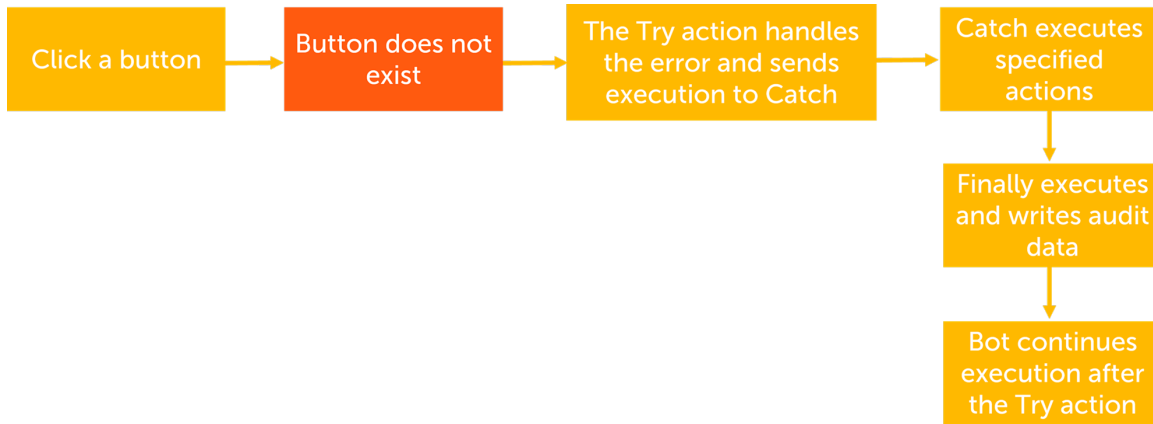 Click a button
Button does not
exist
The Try action handles
the error and sends
execution to Catch
Catch executes
specified
actions
Finally executes
and writes audit
data
Bot continues
execution after
the Try action